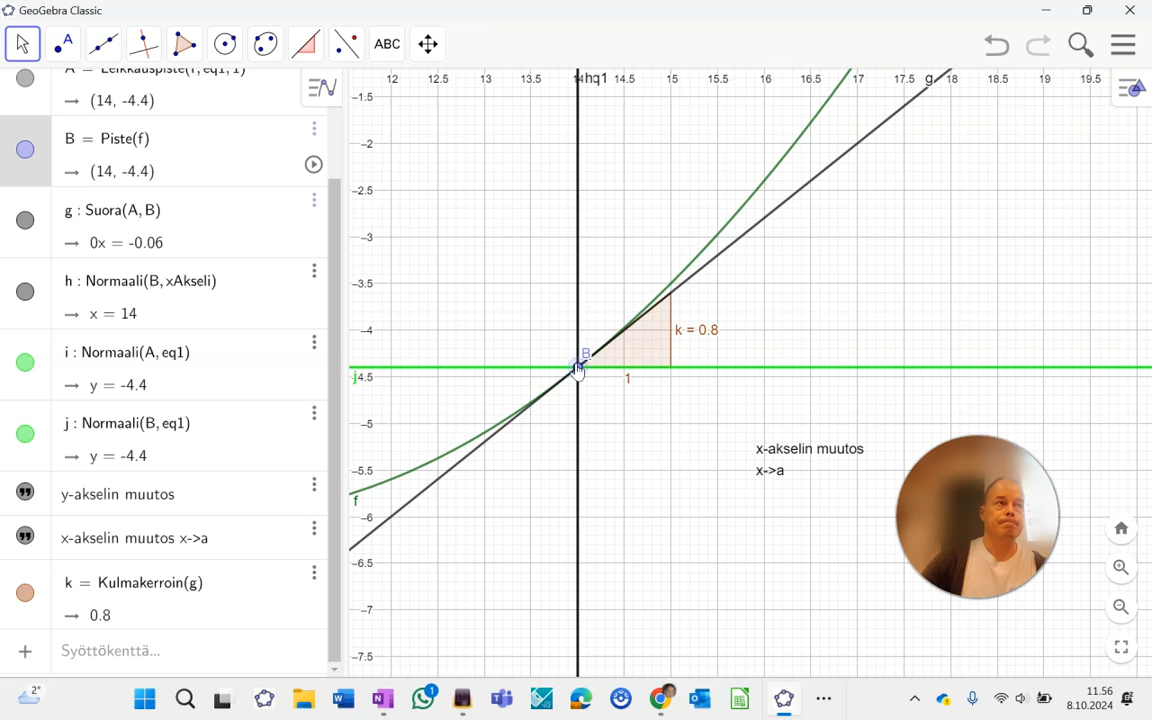 GeoGebra Classic
ABC
A = Leikkauspiste(f, eq1, 1)
→ (14, -4.4)
B = Piste(f)
→ (14, -4.4)
g : Suora(A, B)
→ 0x = -0.06
h : Normaali(B, xAkseli)
→ x = 14
i : Normaali(A, eq1)
→ y = -4.4
j : Normaali(B, eq1)
→ y = -4.4
y-akselin muutos
x-akselin muutos x->a
k = Kulmakerroin(g)
→ 0.8
Syöttökenttä...
12 12.5 13 13.5 14 hq1 14.5 15 15.5 16 16.5 17 17.5 g 18 18.5 19 19.5
-1.5
-2
-2.5
-3
-3.5
-4
k = 0.8
B
j -4.5
1
-5
x-akselin muutos
-5.5
x->a
f
-6
-6.5
-7
-7.5
2°
1
11.56
8.10.2024